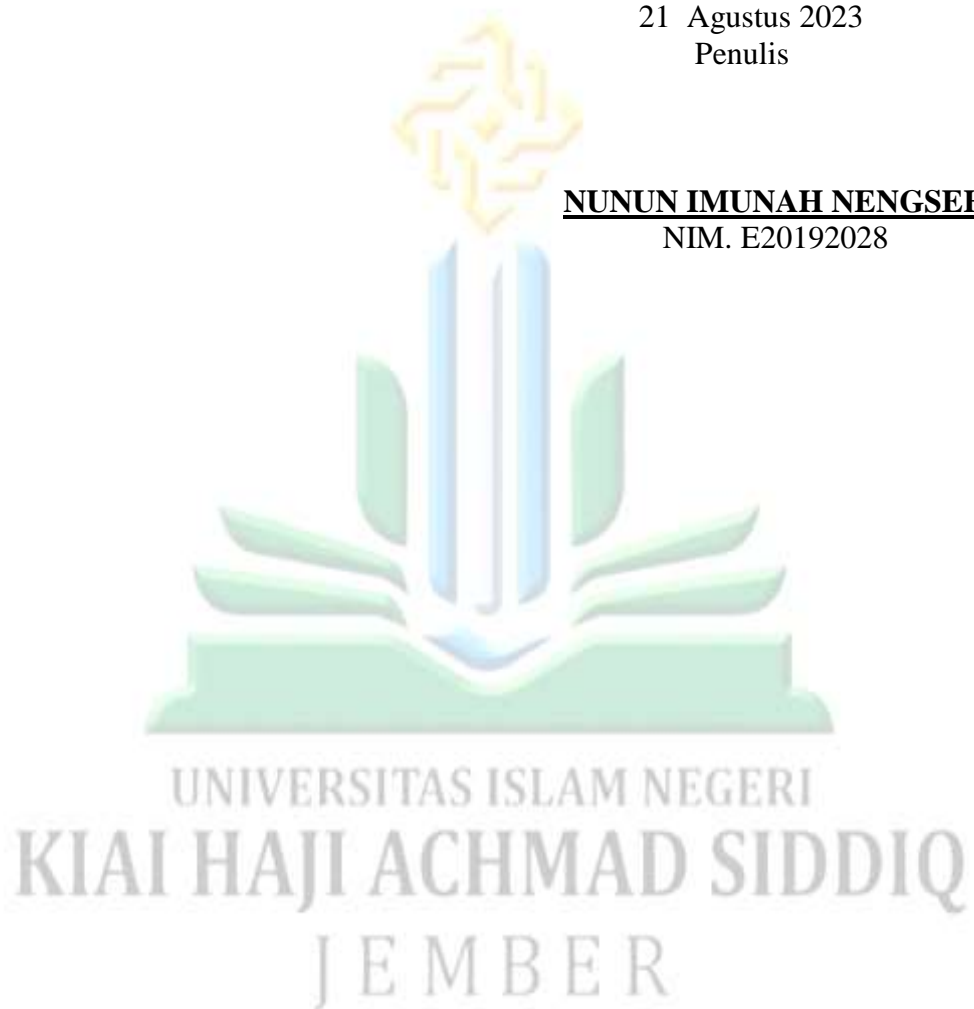 21 Agustus 2023
Penulis
NUNUN IMUNAH
NIM. E20192028
UNIVERSITAS ISLAM NEGERI
KIAI HAJI ACHMAD SIDDIQ
JEMBER